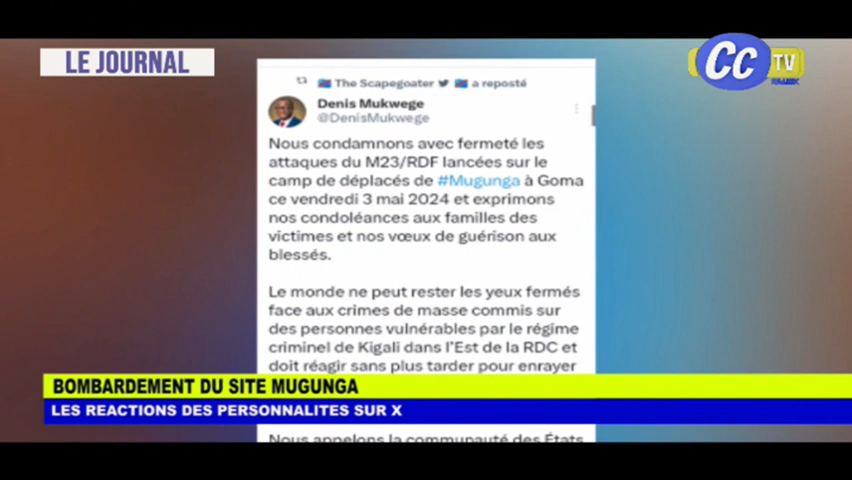 LE JOURNAL
CC TV
The Scapegoater a reposté
Denis Mukwege
@DenisMukwege
Nous condamnons avec fermeté les
attaques du M23/RDF lancées sur le
camp de déplacés de #Mugunga à Goma
ce vendredi 3 mai 2024 et exprimons
nos condoléances aux familles des
victimes et nos vœux de guérison aux
blessés.
Le monde ne peut rester les yeux fermés
face aux crimes de masse commis sur
des personnes vulnérables par le régime
criminel de Kigali dans l'Est de la RDC et
doit réagir sans plus tarder pour enrayer
BOMBARDEMENT DU SITE MUGUNGA
LES REACTIONS DES PERSONNALITES SUR X
Nous appelons la communauté des États